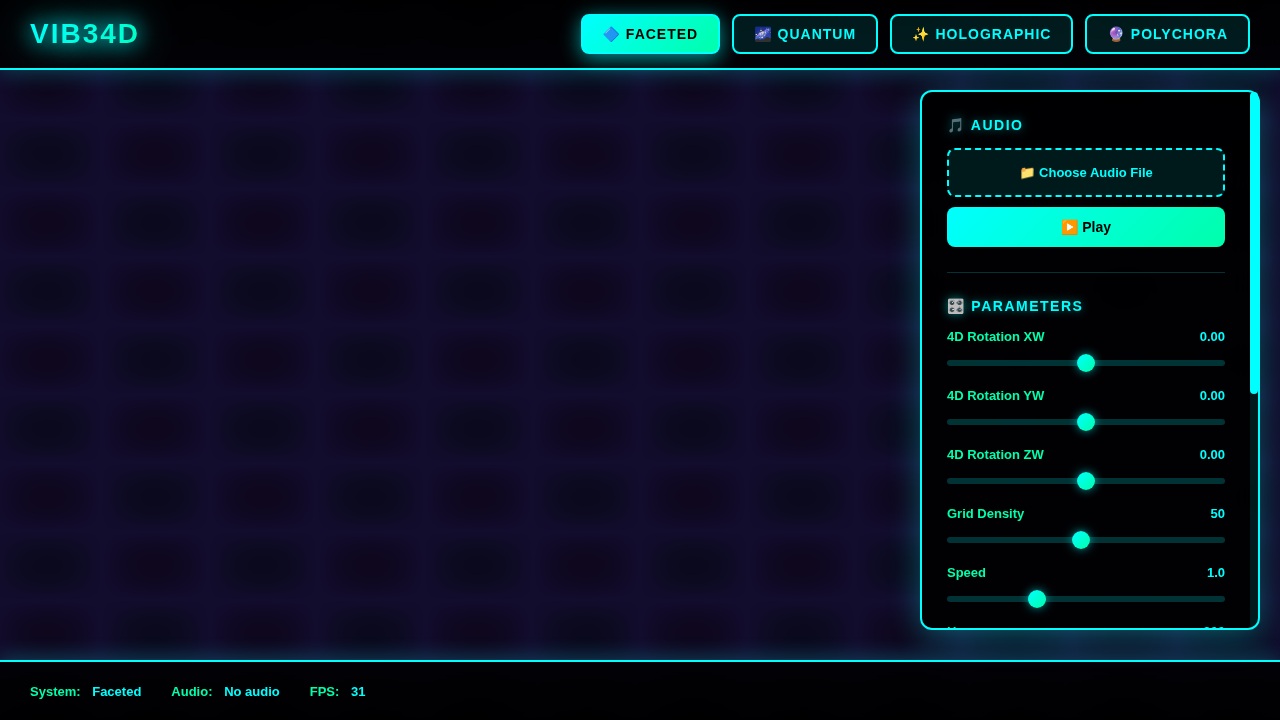 VIB34D
🔷 FACETED
🌌 QUANTUM
✨ HOLOGRAPHIC
🔮 POLYCHORA
🎵 AUDIO
📁 Choose Audio File
▶️ Play
🎛️ PARAMETERS
4D Rotation XW 0.00
4D Rotation YW 0.00
4D Rotation ZW 0.00
Grid Density 50
Speed 1.0
System: Faceted Audio: No audio FPS: 31